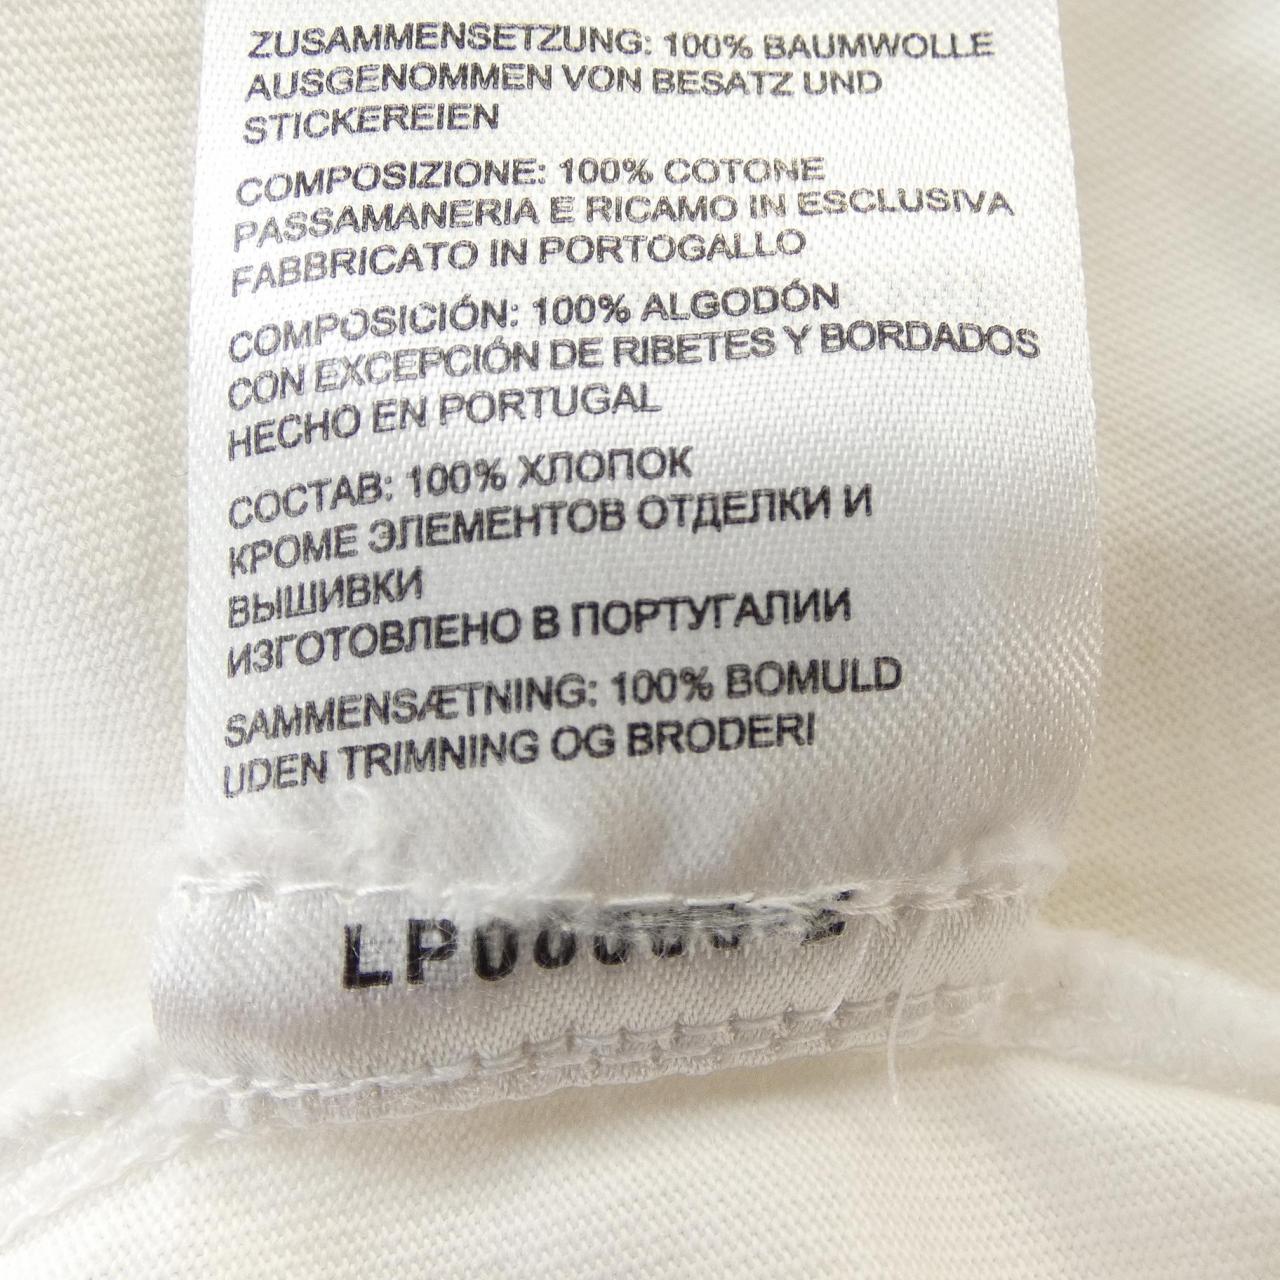 ZUSAMMENSETZUNG: 100% BAUMWOLLE
AUSGENOMMEN VON BESATZ UND
STICKEREIEN
COMPOSIZIONE: 100% COTONE
PASSAMANERIA E RICAMO IN ESCLUSIVA
FABBRICATO IN PORTOGALLO
COMPOSICIÓN: 100% ALGODÓN
CON EXCEPCIÓN DE RIBETES Y BORDADOS
HECHO EN PORTUGAL
СОСТАВ: 100% ХЛОПОК
КРОМЕ ЭЛЕМЕНТОВ ОТДЕЛКИ И
ВЫШИВКИ
ИЗГОТОВЛЕНО В ПОРТУГАЛИИ
SAMMENSÆTNING: 100% BOMULD
UDEN TRIMNING OG BRODERI